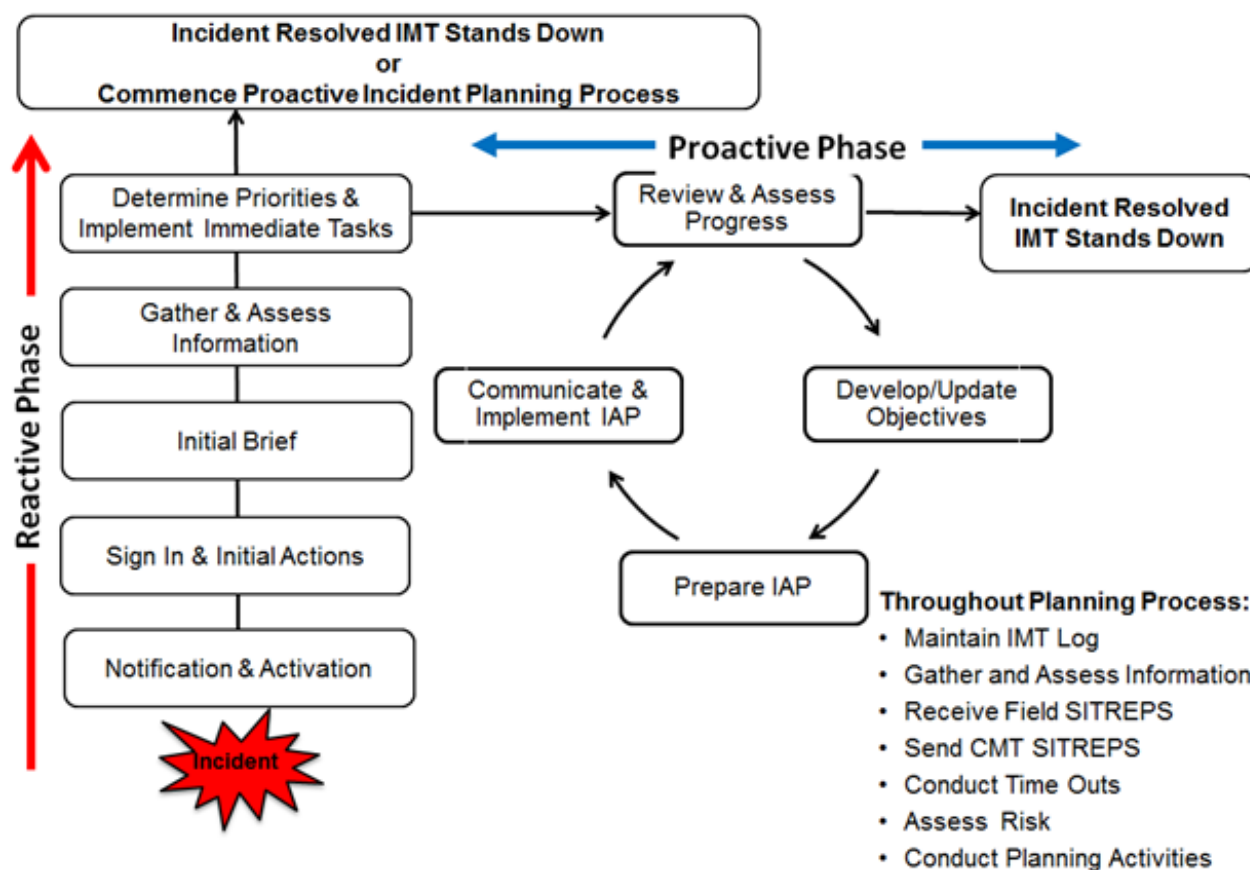 Incident Resolved IMT Stands Down
or
Commence Proactive Incident Planning Process
Reactive Phase
Proactive Phase
Determine Priorities &
Implement Immediate Tasks
Review & Assess
Progress
Incident Resolved
IMT Stands Down
Gather & Assess
Information
Communicate &
Implement IAP
Develop/Update
Objectives
Initial Brief
Sign In & Initial Actions
Prepare IAP
Notification & Activation
Incident
Throughout Planning Process:
• Maintain IMT Log
• Gather and Assess Information
• Receive Field SITREPS
• Send CMT SITREPS
• Conduct Time Outs
• Assess Risk
• Conduct Planning Activities